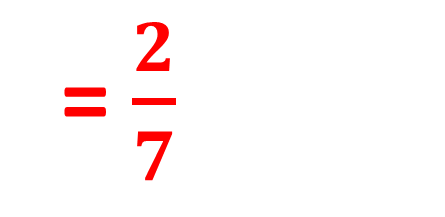 = 2/7